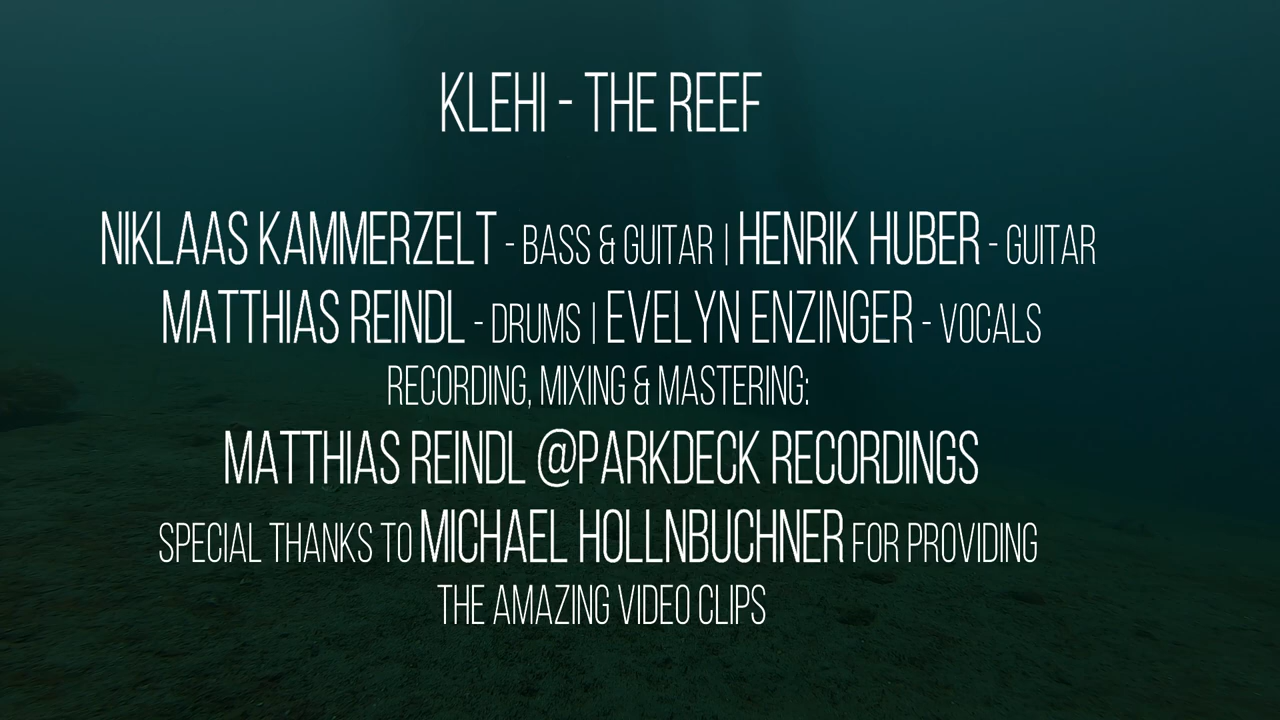 KLEHI - THE REEF
NIKLAAS KAMMERZELT - BASS & GUITAR | HENRIK HUBER - GUITAR
MATTHIAS REINDL - DRUMS | EVELYN ENZINGER - VOCALS
RECORDING, MIXING & MASTERING:
MATTHIAS REINDL @PARKDECK RECORDINGS
SPECIAL THANKS TO MICHAEL HOLLNBUCHNER FOR PROVIDING
THE AMAZING VIDEO CLIPS